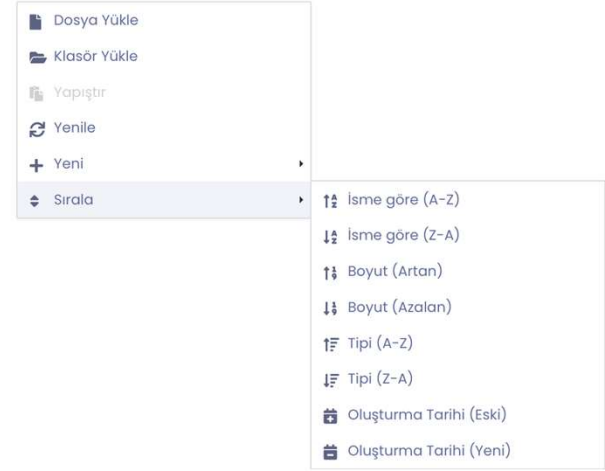 Dosya Yükle
Klasör Yükle
Yapıştır
Yenile
Yeni
Sırala
İsme göre (A-Z)
İsme göre (Z-A)
Boyut (Artan)
Boyut (Azalan)
Tipi (A-Z)
Tipi (Z-A)
Oluşturma Tarihi (Eski)
Oluşturma Tarihi (Yeni)